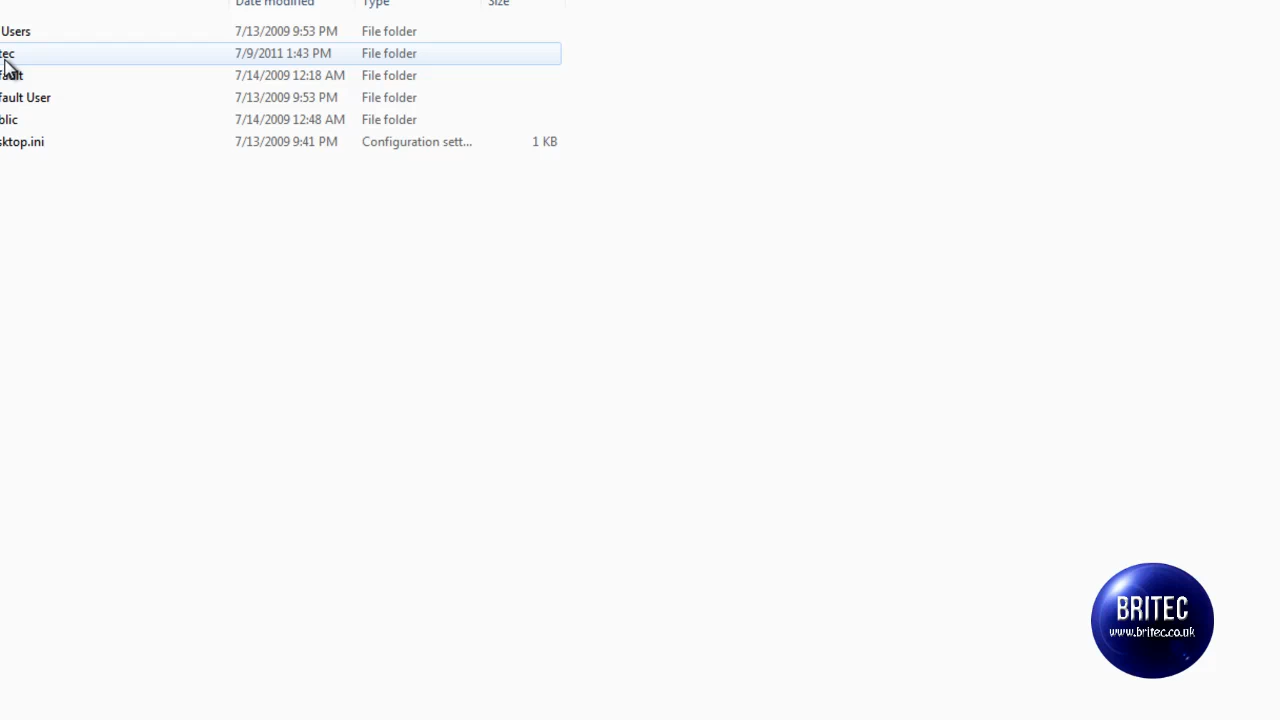 Date modified Type Size
Users 7/13/2009 9:53 PM File folder
tec 7/9/2011 1:43 PM File folder
fault 7/14/2009 12:18 AM File folder
fault User 7/13/2009 9:53 PM File folder
blic 7/14/2009 12:48 AM File folder
sktop.ini 7/13/2009 9:41 PM Configuration sett... 1 KB
BRITEC
www.britec.co.uk